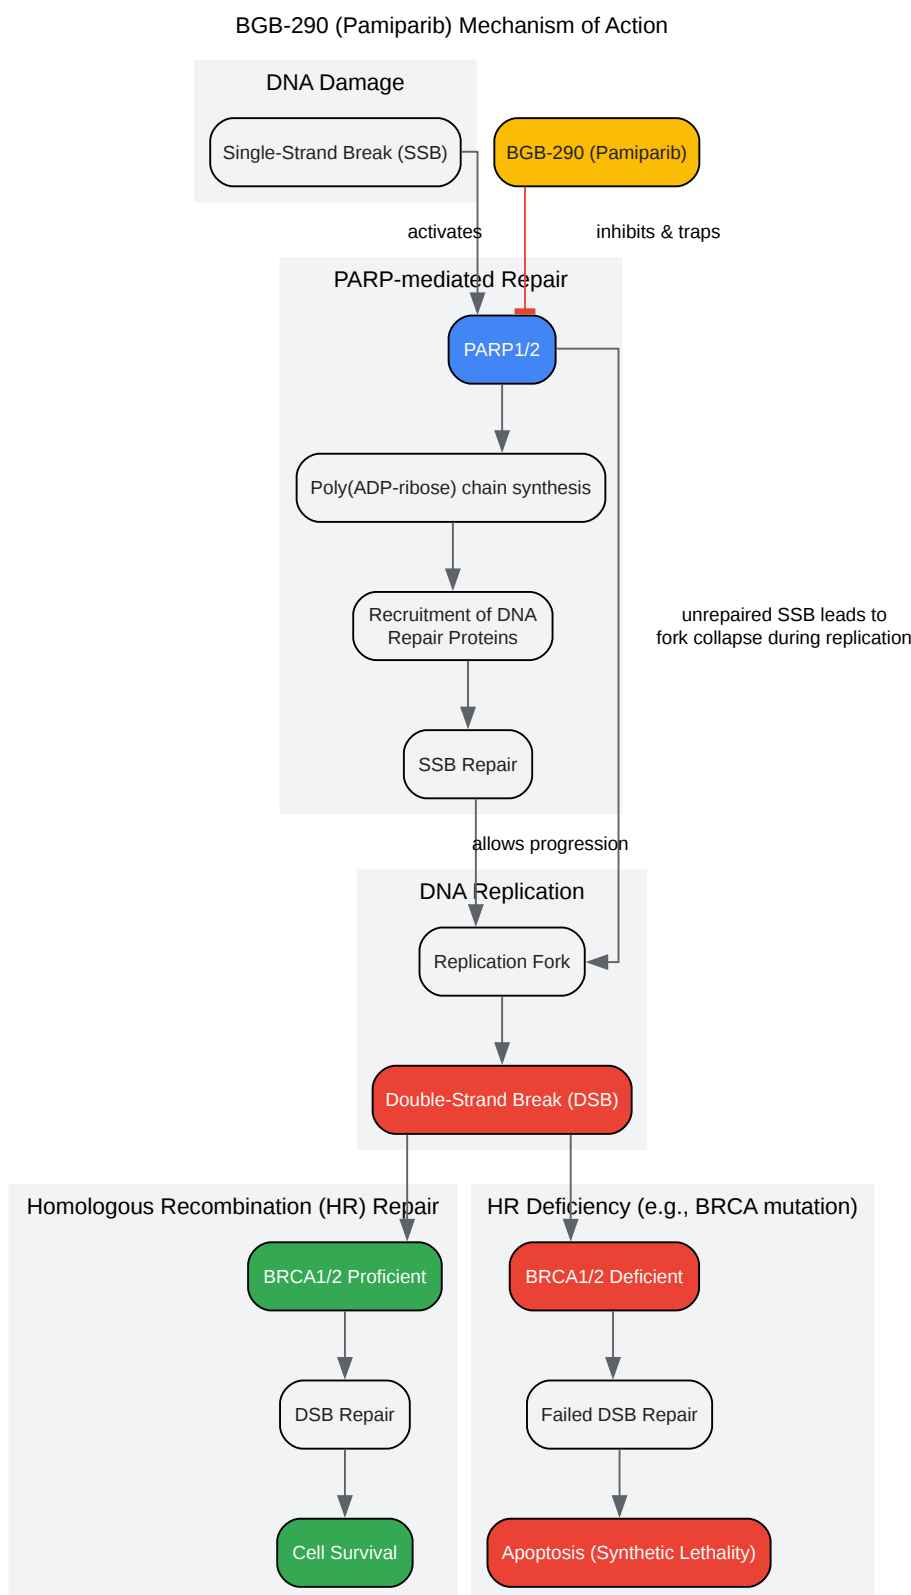 BGB-290 (Pamiparib) Mechanism of Action
DNA Damage
Single-Strand Break (SSB)
BGB-290 (Pamiparib)
activates
inhibits & traps
PARP-mediated Repair
PARP1/2
Poly(ADP-ribose) chain synthesis
Recruitment of DNA
Repair Proteins
unrepaired SSB leads to
fork collapse during replication
SSB Repair
allows progression
DNA Replication
Replication Fork
Double-Strand Break (DSB)
Homologous Recombination (HR) Repair
HR Deficiency (e.g., BRCA mutation)
BRCA1/2 Proficient
BRCA1/2 Deficient
DSB Repair
Failed DSB Repair
Cell Survival
Apoptosis (Synthetic Lethality)